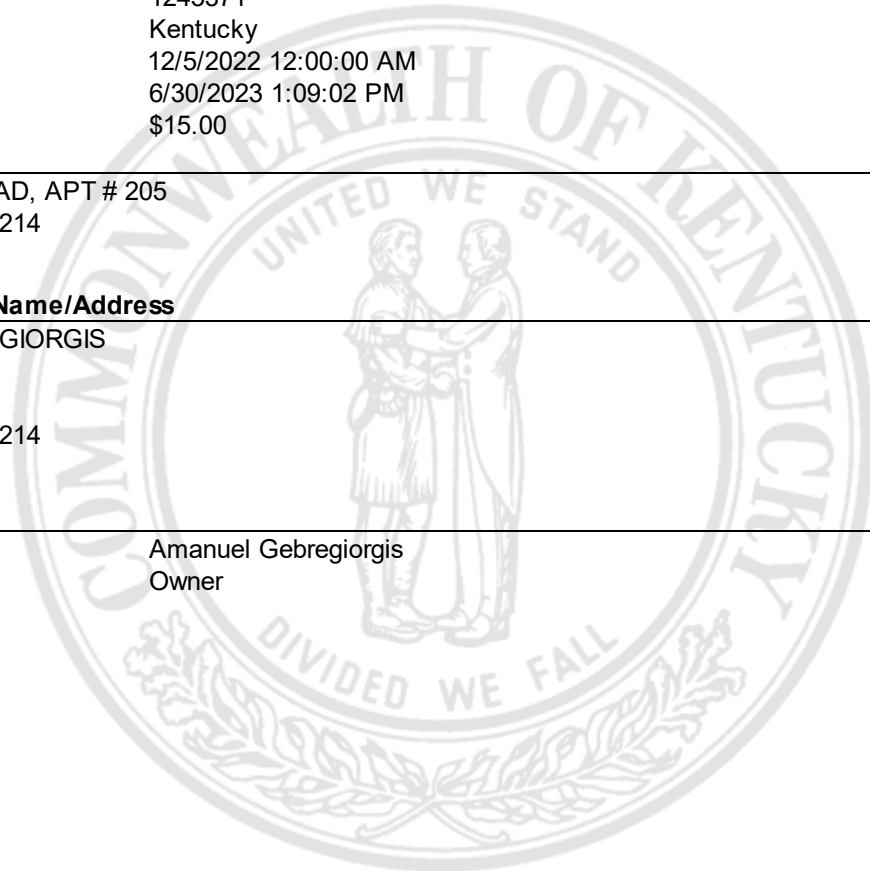 Kentucky
12/5/2022 12:00:00 AM
6/30/2023 1:09:02 PM
$15.00
AD, APT # 205
214
Name/Address
GIORGIS
214
Amanuel Gebregiorgis
Owner
COMMONWEALTH OF KENTUCKY
UNITED WE STAND
DIVIDED WE FALL